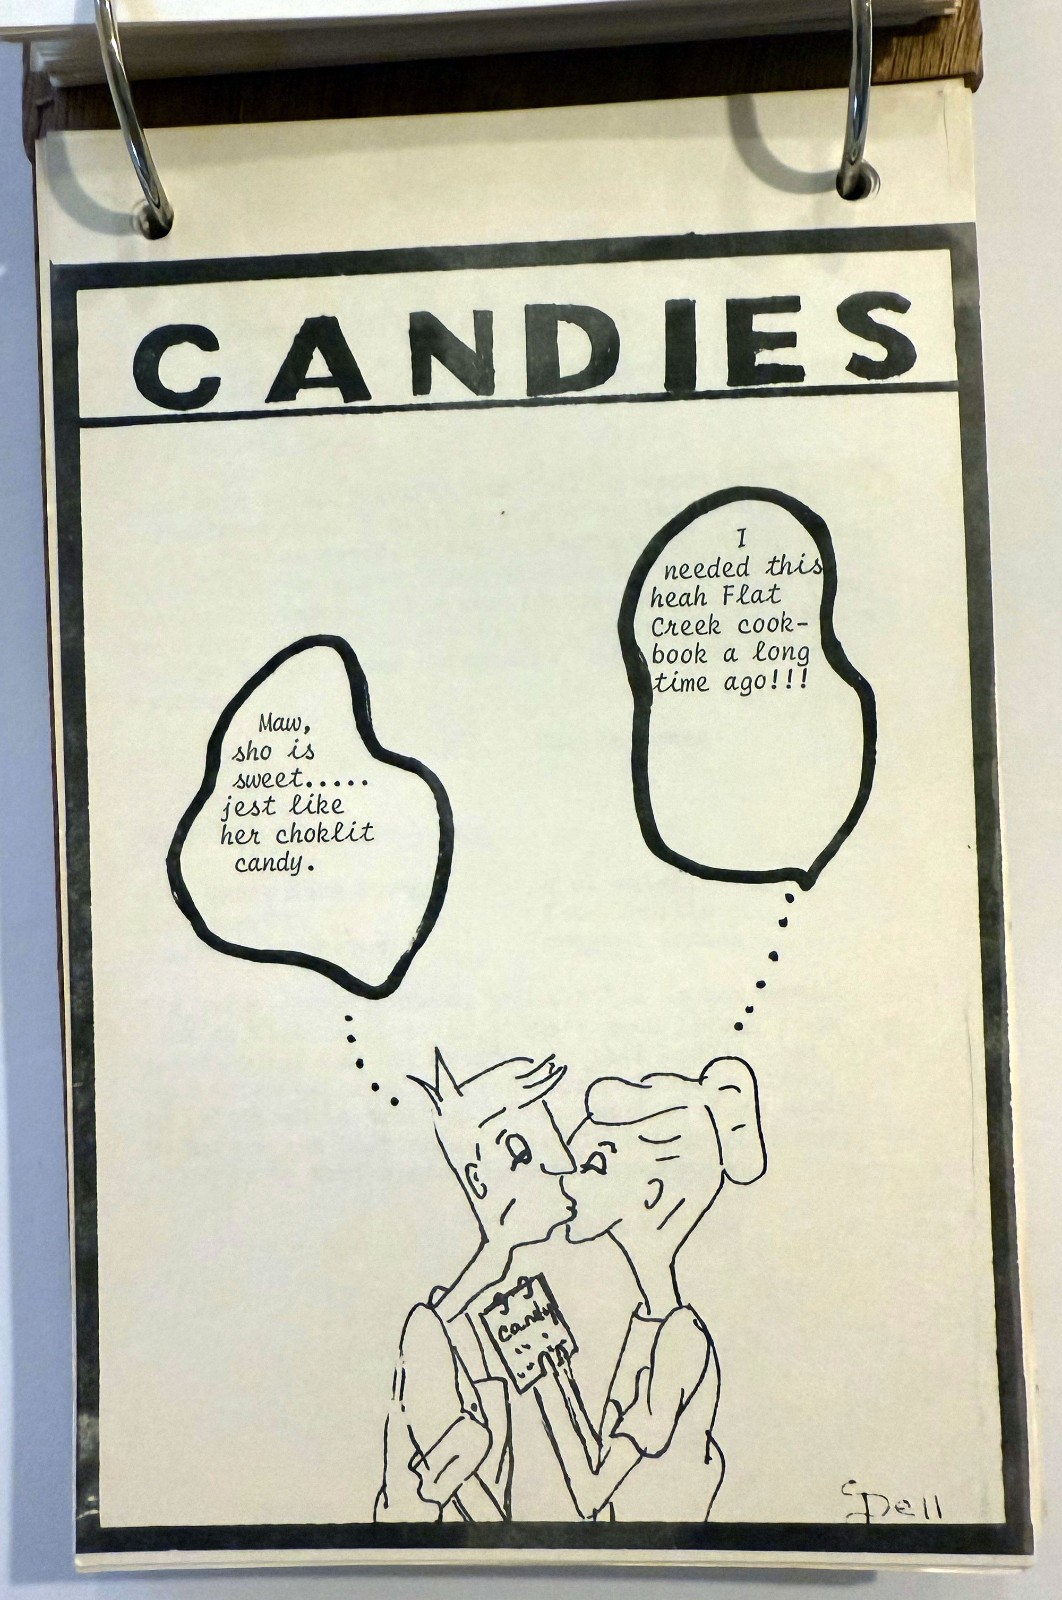 CANDIES
I
needed this
heah Flat
Creek cook-
book a long
time ago!!!
Maw,
sho is
sweet.....
jest like
her choklit
candy.
candy
Dell